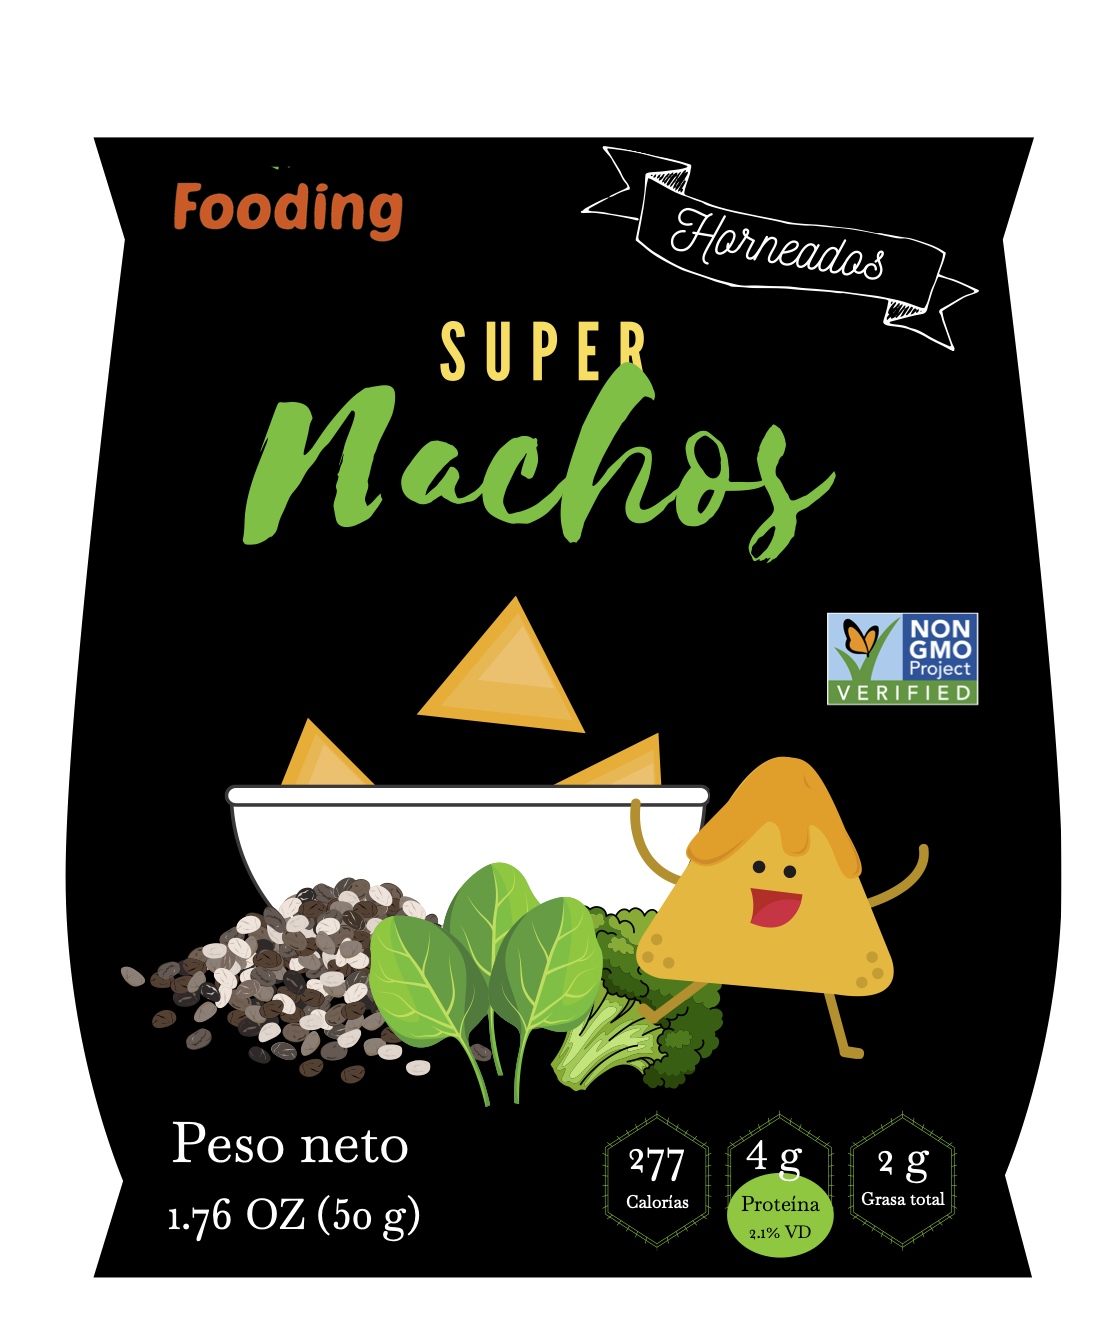 Fooding
Horneados
SUPER
Nachos
NON
GMO
Project
VERIFIED
Peso neto
1.76 OZ (50 g)
277
Calorías
4 g
Proteína
2.1% VD
2 g
Grasa total